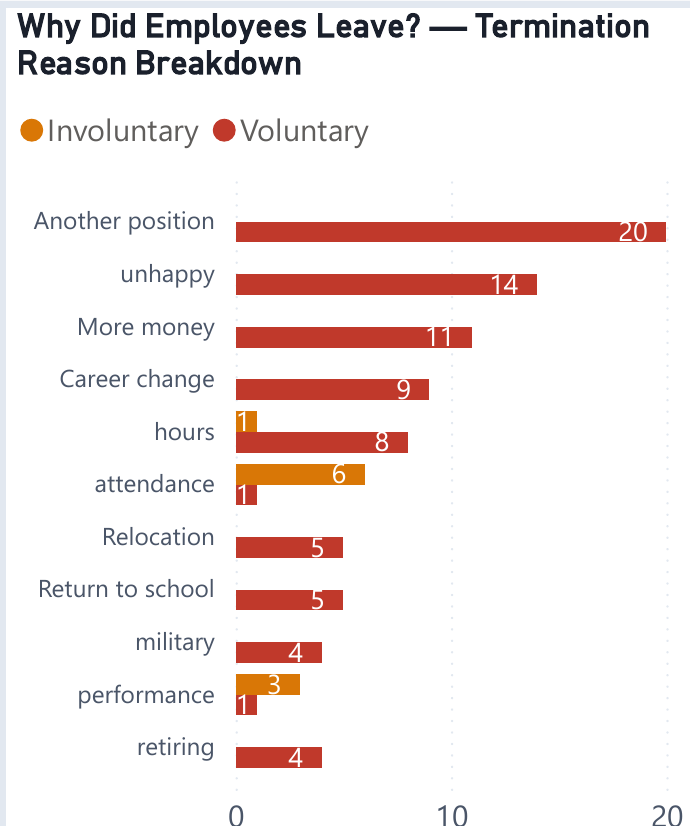 Why Did Employees Leave? — Termination
Reason Breakdown
Involuntary Voluntary
Another position 20
unhappy 14
More money 11
Career change 9
hours 1 8
attendance 6 1
Relocation 5
Return to school 5
military 4
performance 3 1
retiring 4
0 10 20